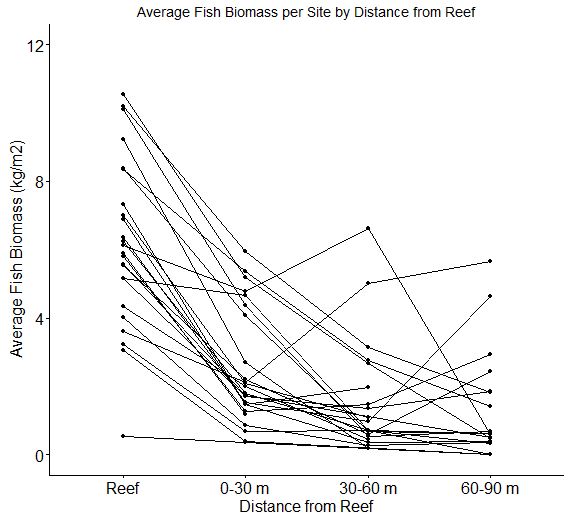 Average Fish Biomass per Site by Distance from Reef
Average Fish Biomass (kg/m2)
12
8
4
0
Reef 0-30 m 30-60 m 60-90 m
Distance from Reef